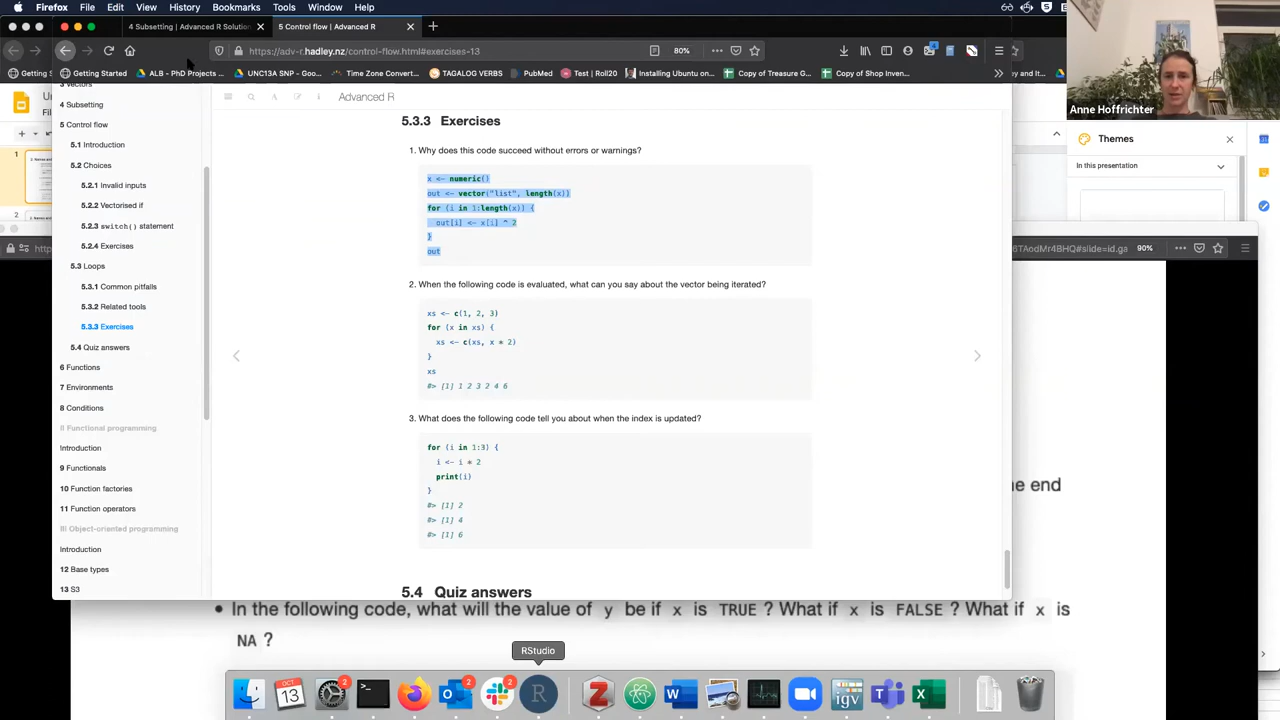 Firefox File Edit View History Bookmarks Tools Window Help
4 Subsetting | Advanced R Solution
5 Control flow | Advanced R
https://adv-r.hadley.nz/control-flow.html#exercises-13
80%
Getting S
Getting Started
ALB - PhD Projects ...
UNC13A SNP - Goo...
Time Zone Convert...
TAGALOG VERBS
PubMed
Test | Roll20
Installing Ubuntu on ...
Copy of Treasure G...
Copy of Shop Inven...
Anne Hoffrichter
Themes
In this presentation
6TAodMr4BHQ#slide=id.ga
90%
3 Vectors
4 Subsetting
5 Control flow
5.1 Introduction
5.2 Choices
5.2.1 Invalid inputs
5.2.2 Vectorised if
5.2.3 switch() statement
5.2.4 Exercises
5.3 Loops
5.3.1 Common pitfalls
5.3.2 Related tools
5.3.3 Exercises
5.4 Quiz answers
6 Functions
7 Environments
8 Conditions
II Functional programming
Introduction
9 Functionals
10 Function factories
11 Function operators
III Object-oriented programming
Introduction
12 Base types
13 S3
Advanced R
5.3.3 Exercises
1. Why does this code succeed without errors or warnings?
x <- numeric()
out <- vector("list", length(x))
for (i in 1:length(x)) {
out[i] <- x[i] ^ 2
}
out
2. When the following code is evaluated, what can you say about the vector being iterated?
xs <- c(1, 2, 3)
for (x in xs) {
xs <- c(xs, x * 2)
}
xs
#> [1] 1 2 3 2 4 6
3. What does the following code tell you about when the index is updated?
for (i in 1:3) {
i <- i * 2
print(i)
}
#> [1] 2
#> [1] 4
#> [1] 6
5.4 Quiz answers
ne end
• In the following code, what will the value of y be if x is TRUE ? What if x is FALSE ? What if x is
NA ?
RStudio
OCT
13
2
2
2
igv